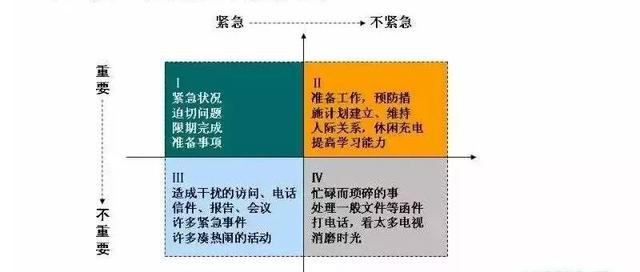 紧急 不紧急
重要
不重要
I
紧急状况
迫切问题
限期完成
准备事项
II
准备工作，预防措
施计划建立、维持
人际关系，休闲充电
提高学习能力
III
造成干扰的访问、电话
信件、报告、会议
许多紧急事件
许多凑热闹的活动
IV
忙碌而琐碎的事
处理一般文件等函件
打电话，看太多电视
消磨时光